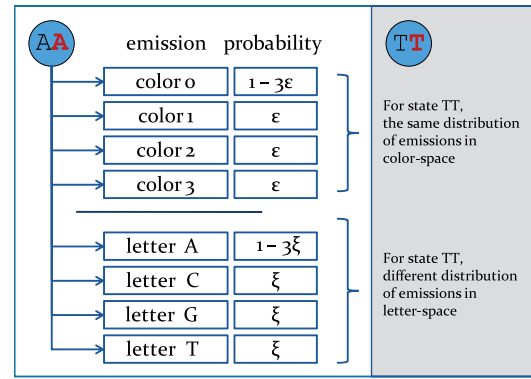 AA
emission probability
color 0 1 – 3ε
color 1 ε
color 2 ε
color 3 ε
letter A 1 – 3ξ
letter C ξ
letter G ξ
letter T ξ
TT
For state TT,
the same distribution
of emissions in
color-space
For state TT,
different distribution
of emissions in
letter-space